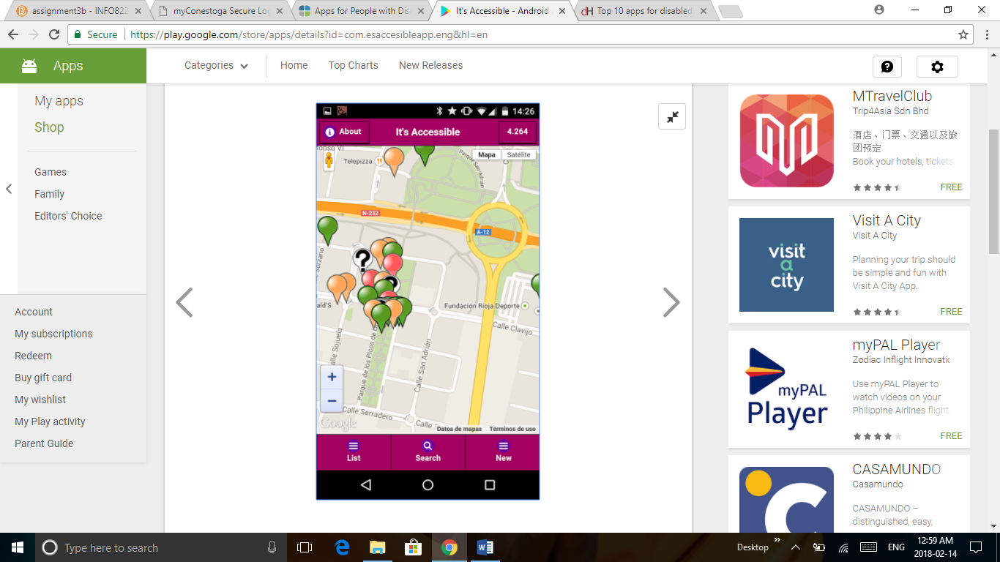 assignment3b - INFO822
myConestoga Secure Log
Apps for People with Dis
It's Accessible - Android
Top 10 apps for disabled
Secure
https://play.google.com/store/apps/details?id=com.esaccesibleapp.eng&hl=en
Apps
Categories
Home
Top Charts
New Releases
My apps
Shop
Games
Family
Editors' Choice
Account
My subscriptions
Redeem
Buy gift card
My wishlist
My Play activity
Parent Guide
14:26
About
It's Accessible
4.264
Mapa
Satélite
Telepizza
Parque San Adrián
N-232
A-12
ald'S
Fundación Rioja Deporte
Calle Clavijo
Calle San Adrián
Parque de los Picos de U
alle Sojuela
Calle Serradero
Calle S
Google
Datos de mapas
Términos de uso
List
Search
New
MTravelClub
Trip4Asia Sdn Bhd
酒店、门票、交通以及旅
团预定
Book your hotels, tickets,
FREE
visit
a
city
Visit A City
Visit A City
Planning your trip should
be simple and fun with
Visit A City App.
FREE
myPAL
Player
myPAL Player
Zodiac Inflight Innovatic
Use myPAL Player to
watch videos on your
Philippine Airlines flight.
FREE
CASAMUNDO
Casamundo
CASAMUNDO –
distinguished, easy,
Type here to search
Desktop
ENG
12:59 AM
2018-02-14